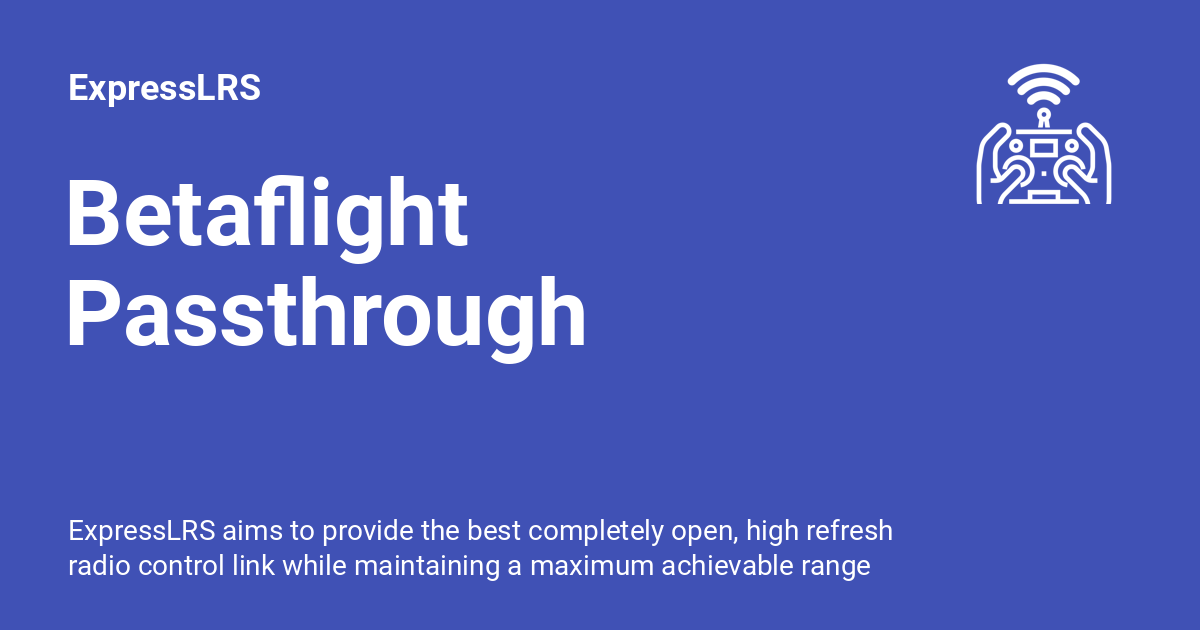 ExpressLRS
Betaflight
Passthrough
ExpressLRS aims to provide the best completely open, high refresh
radio control link while maintaining a maximum achievable range